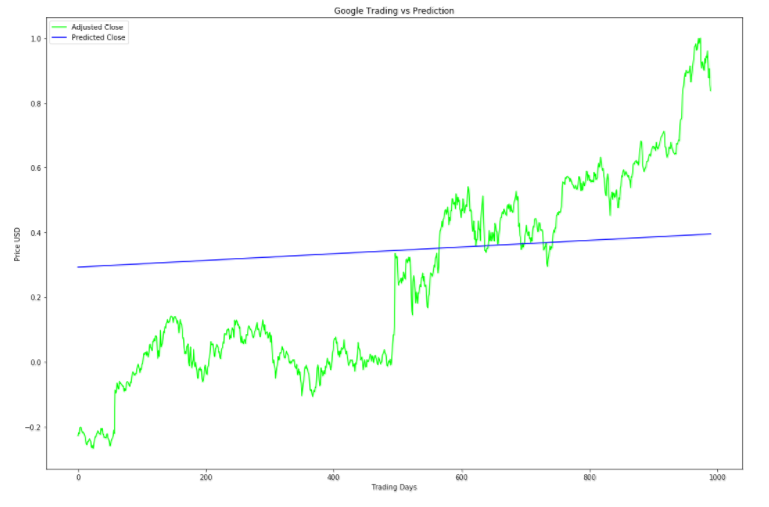 Google Trading vs Prediction
Adjusted Close
Predicted Close
Price USD
1.0
0.8
0.6
0.4
0.2
0.0
−0.2
0
200
400
600
800
1000
Trading Days